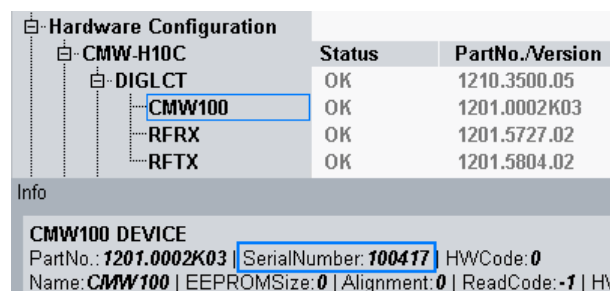 Hardware Configuration
CMW-H10C Status PartNo./Version
DIGLCT OK 1210.3500.05
CMW100 OK 1201.0002K03
RFRX OK 1201.5727.02
RFTX OK 1201.5804.02
Info
CMW100 DEVICE
PartNo.: 1201.0002K03 | SerialNumber: 100417 | HWCode: 0
Name: CMW100 | EEPROMSize: 0 | Alignment: 0 | ReadCode: -1 | HW